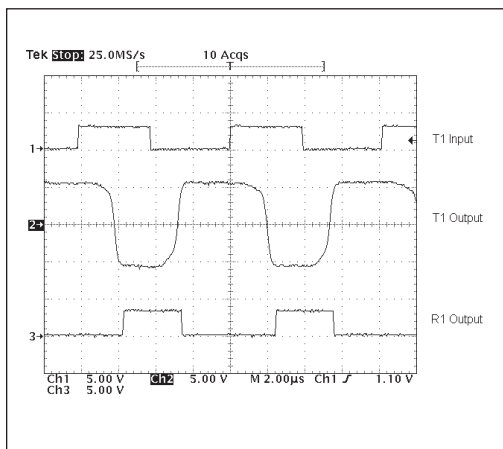 Tek Stop: 25.0MS/s 10 Acqs
T
1
T1 Input
2
T1 Output
3
R1 Output
Ch1 5.00 V Ch2 5.00 V M 2.00µs Ch1 ƒ 1.10 V
Ch3 5.00 V